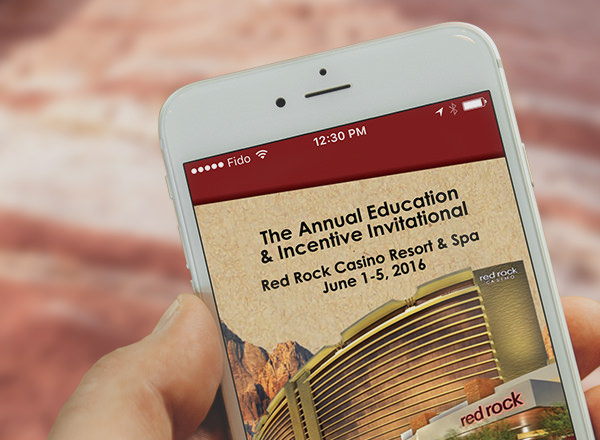 Fido
12:30 PM
The Annual Education
& Incentive Invitational
Red Rock Casino Resort & Spa
June 1-5, 2016
red rock
CASINO
red rock